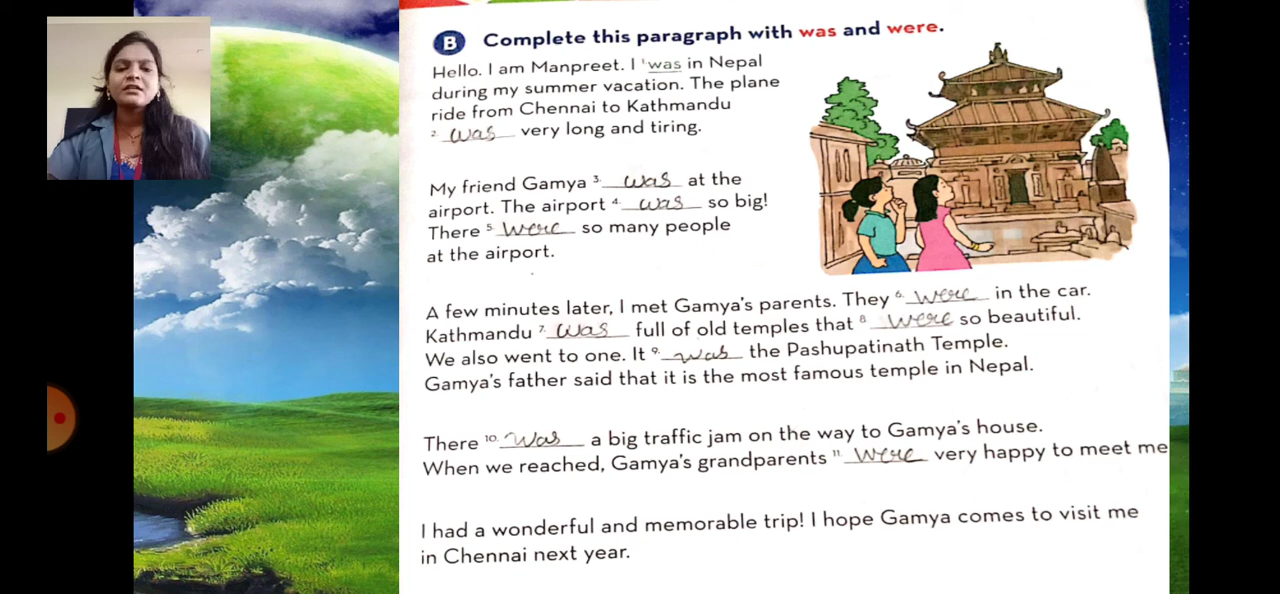 B Complete this paragraph with was and were.
Hello. I am Manpreet. I 1. was in Nepal
during my summer vacation. The plane
ride from Chennai to Kathmandu
2. was very long and tiring.
My friend Gamya 3. was at the
airport. The airport 4. was so big!
There 5. were so many people
at the airport.
A few minutes later, I met Gamya's parents. They 6. were in the car.
Kathmandu 7. was full of old temples that 8. were so beautiful.
We also went to one. It 9. was the Pashupatinath Temple.
Gamya's father said that it is the most famous temple in Nepal.
There 10. was a big traffic jam on the way to Gamya's house.
When we reached, Gamya's grandparents 11. were very happy to meet me
I had a wonderful and memorable trip! I hope Gamya comes to visit me
in Chennai next year.